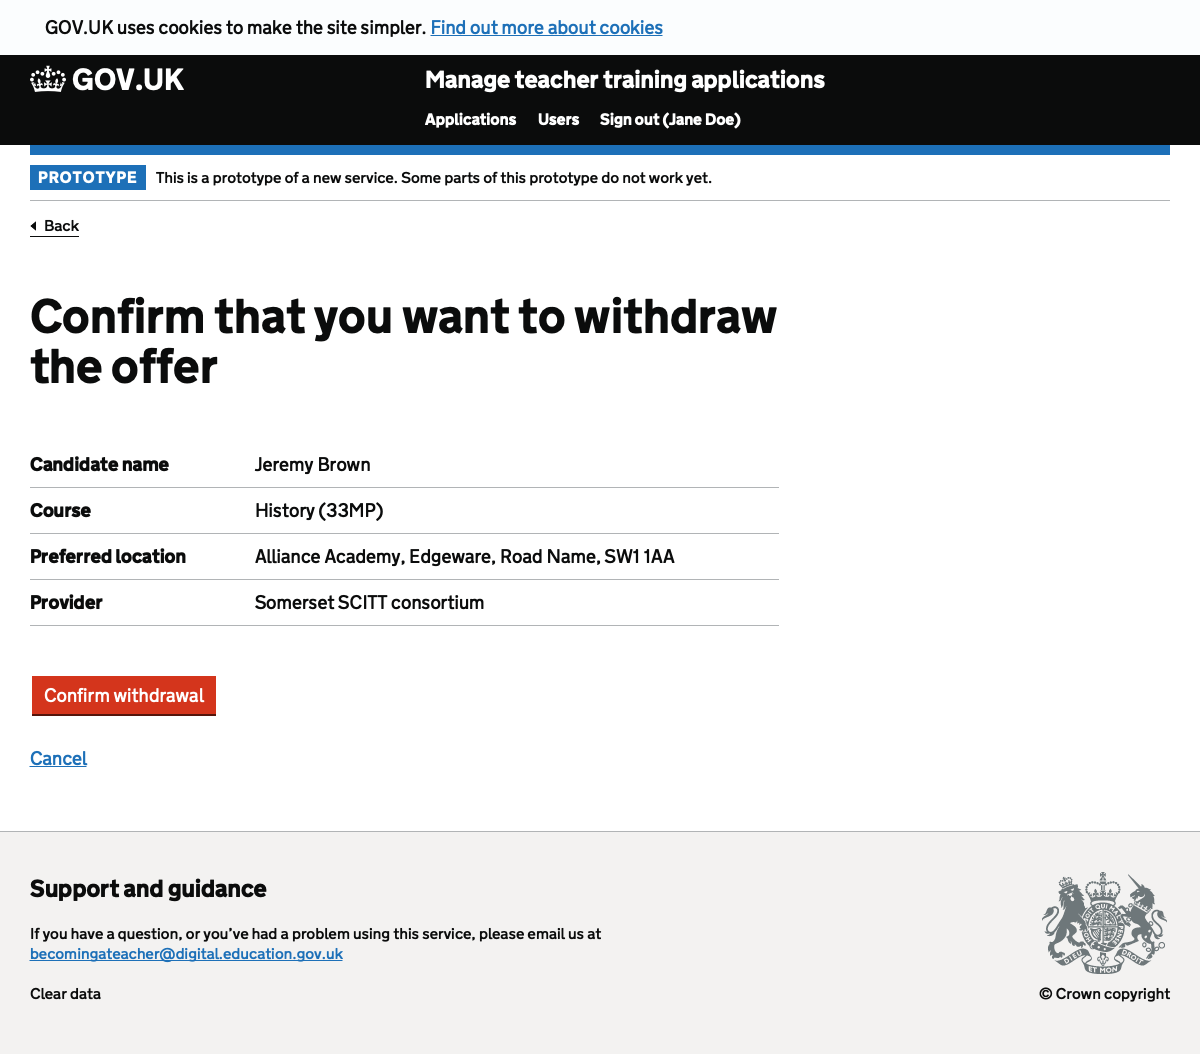 GOV.UK uses cookies to make the site simpler. Find out more about cookies
GOV.UK
Manage teacher training applications
Applications Users Sign out (Jane Doe)
PROTOTYPE This is a prototype of a new service. Some parts of this prototype do not work yet.
Back
Confirm that you want to withdraw
the offer
Candidate name Jeremy Brown
Course History (33MP)
Preferred location Alliance Academy, Edgeware, Road Name, SW1 1AA
Provider Somerset SCITT consortium
Confirm withdrawal
Cancel
Support and guidance
If you have a question, or you’ve had a problem using this service, please email us at
becomingateacher@digital.education.gov.uk
Clear data
DIEU ET MON DROIT
© Crown copyright